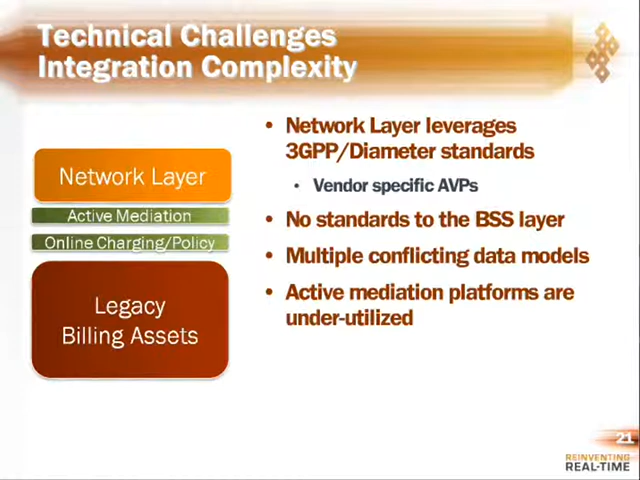 Technical Challenges
Integration Complexity
Network Layer
Active Mediation
Online Charging/Policy
Legacy
Billing Assets
• Network Layer leverages
3GPP/Diameter standards
• Vendor specific AVPs
• No standards to the BSS layer
• Multiple conflicting data models
• Active mediation platforms are
under-utilized
21
REINVENTING
REAL-TIME